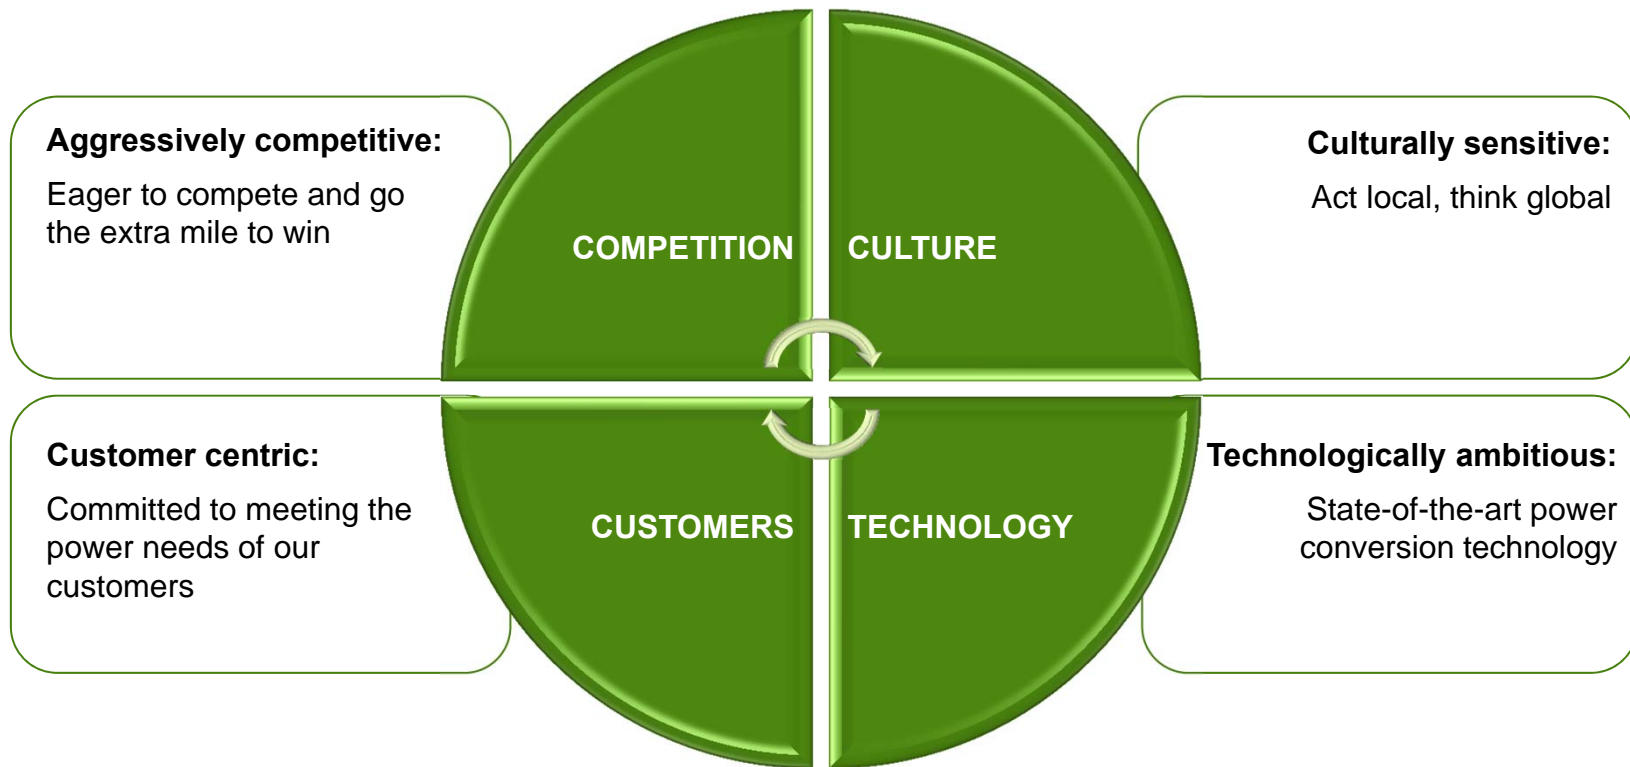 Aggressively competitive:
Eager to compete and go
the extra mile to win
COMPETITION
CULTURE
Culturally sensitive:
Act local, think global
Customer centric:
Committed to meeting the
power needs of our
customers
CUSTOMERS
TECHNOLOGY
Technologically ambitious:
State-of-the-art power
conversion technology